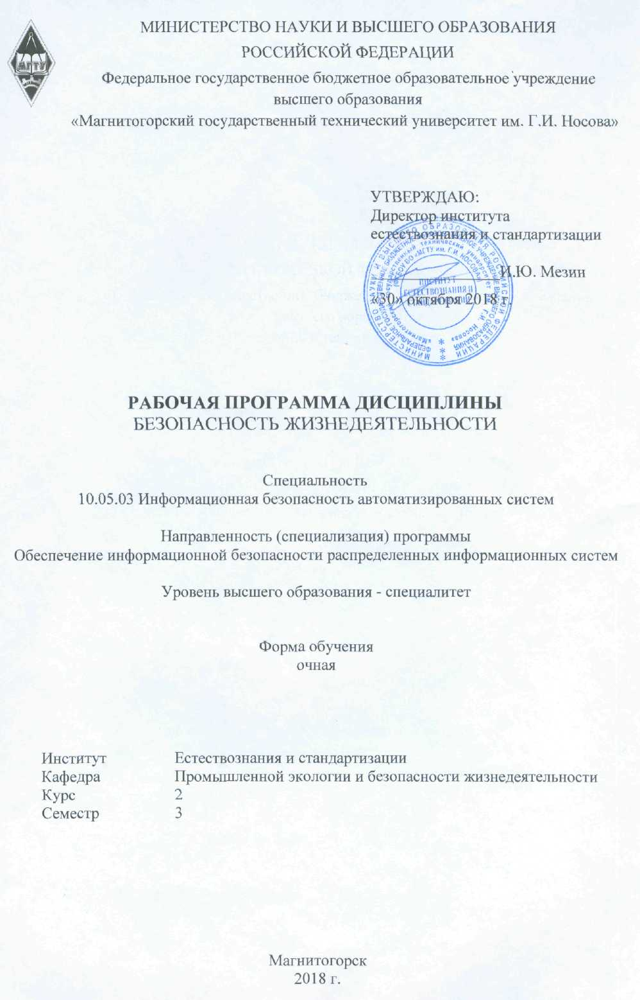 МГТУ
МИНИСТЕРСТВО НАУКИ И ВЫСШЕГО ОБРАЗОВАНИЯ
РОССИЙСКОЙ ФЕДЕРАЦИИ
Федеральное государственное бюджетное образовательное учреждение
высшего образования
«Магнитогорский государственный технический университет им. Г.И. Носова»
УТВЕРЖДАЮ:
Директор института
естествознания и стандартизации
И.Ю. Мезин
«30» октября 2018 г.
ИНСТИТУТ
ЕСТЕСТВОЗНАНИЯ И
РАБОЧАЯ ПРОГРАММА ДИСЦИПЛИНЫ
БЕЗОПАСНОСТЬ ЖИЗНЕДЕЯТЕЛЬНОСТИ
Специальность
10.05.03 Информационная безопасность автоматизированных систем
Направленность (специализация) программы
Обеспечение информационной безопасности распределенных информационных систем
Уровень высшего образования - специалитет
Форма обучения
очная
Институт Естествознания и стандартизации
Кафедра Промышленной экологии и безопасности жизнедеятельности
Курс 2
Семестр 3
Магнитогорск
2018 г.